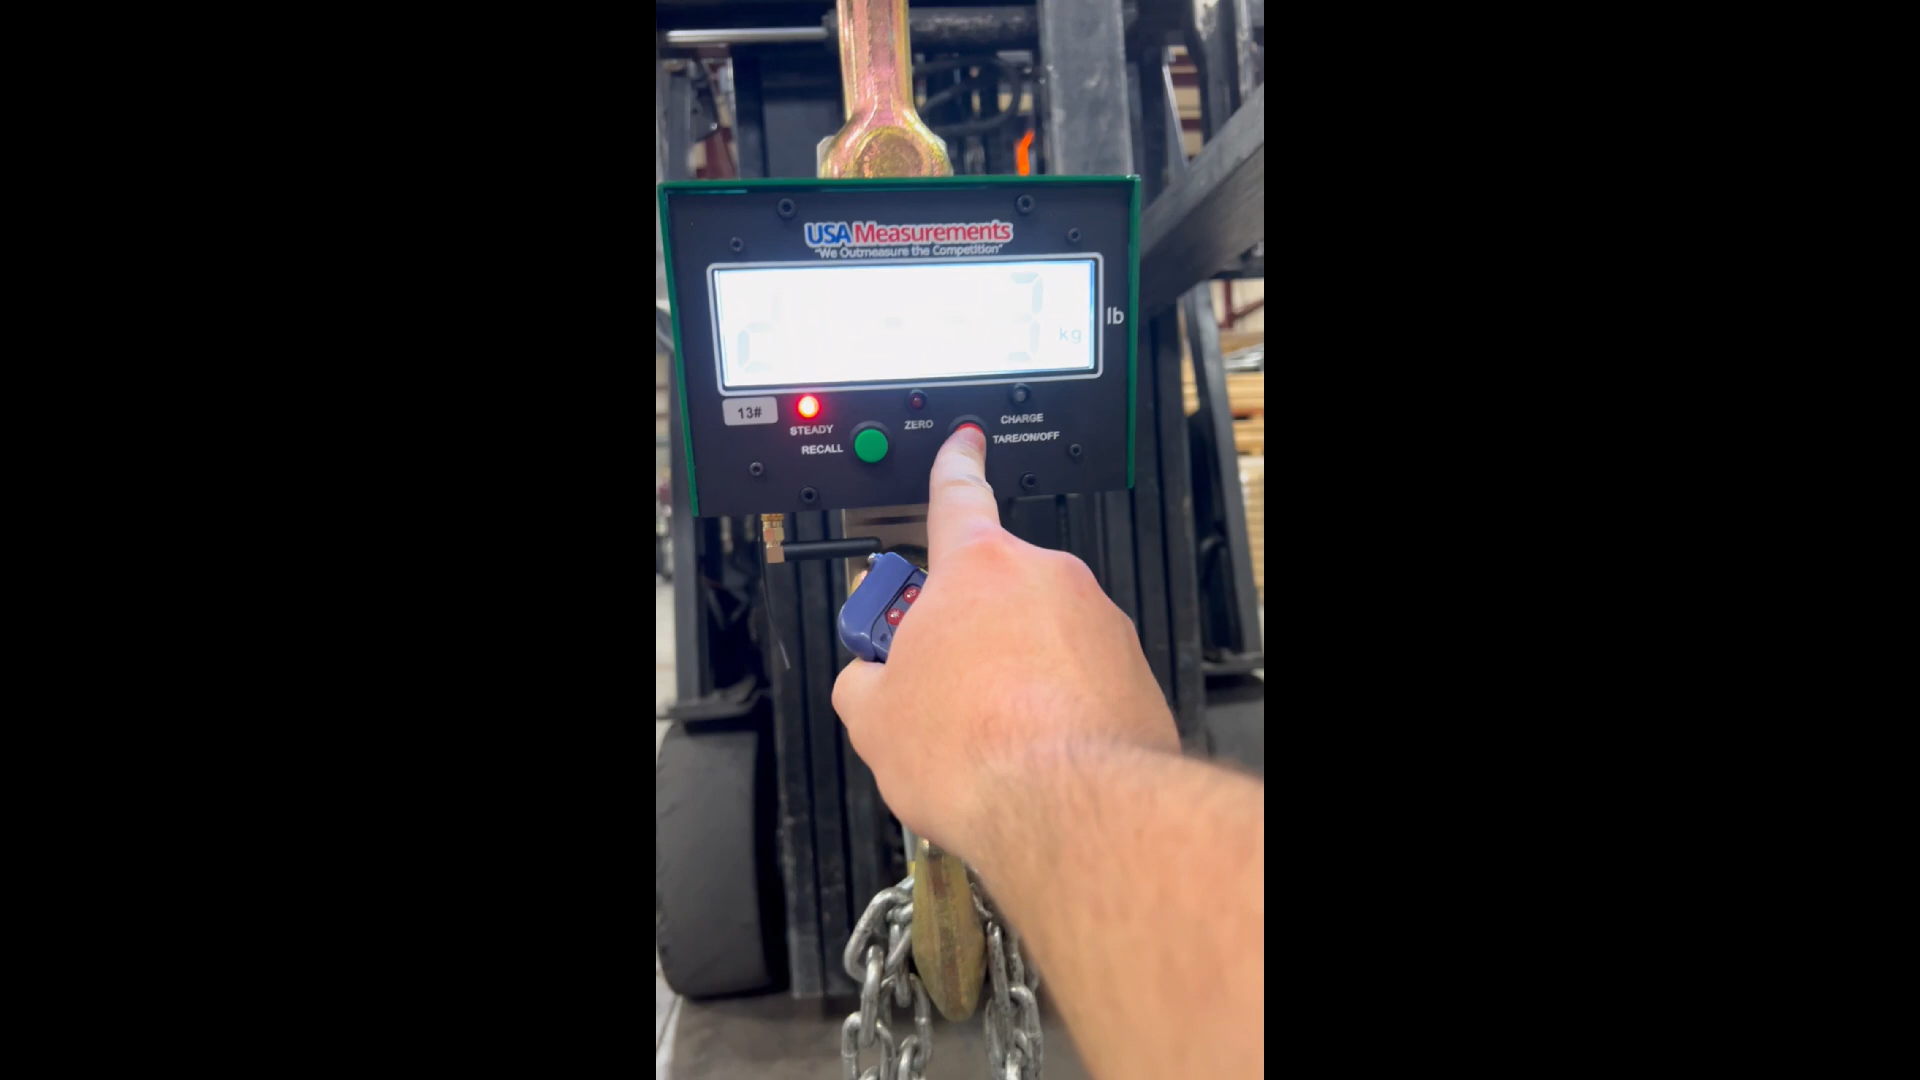 USA Measurements
"We Outmeasure the Competition"
lb
kg
13#
STEADY
ZERO
CHARGE
RECALL
TARE/ON/OFF